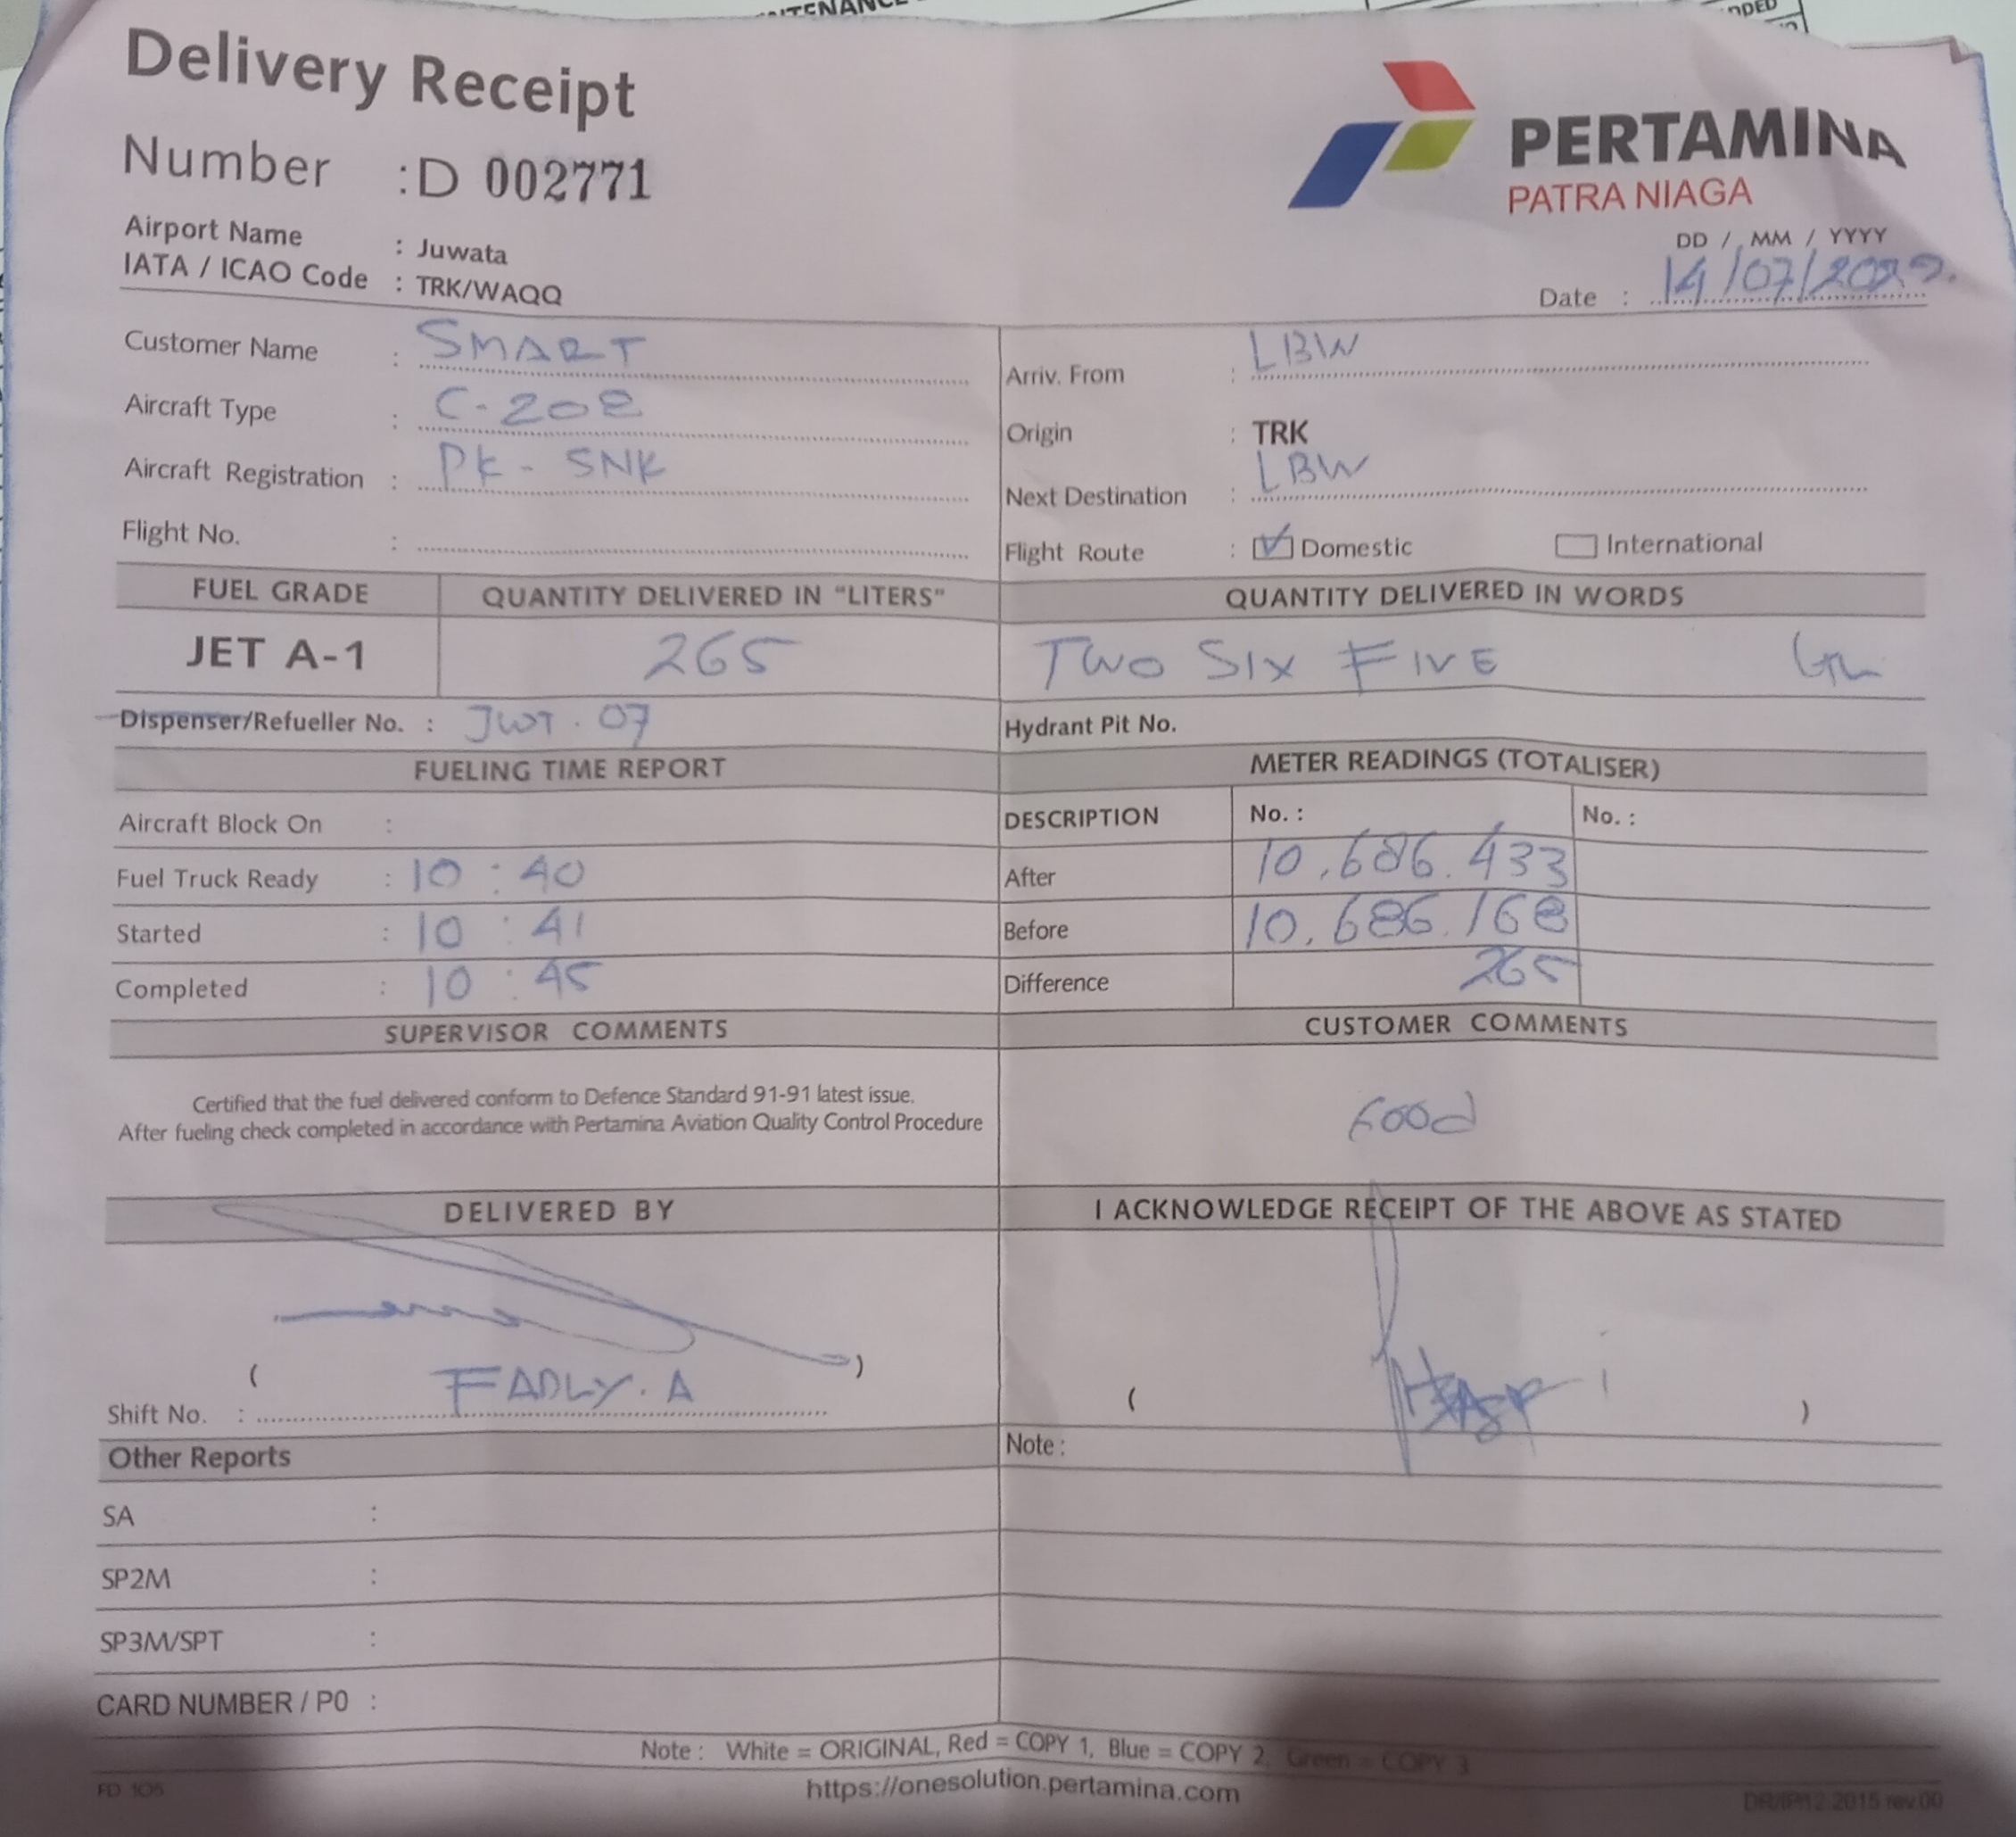 Delivery Receipt
Number : D 002771
Airport Name : Juwata
IATA / ICAO Code : TRK/WAQQ
PERTAMINA
PATRA NIAGA
DD / MM / YYYY
Date : 14/07/2022.
Customer Name : SMART
Aircraft Type : C-208
Aircraft Registration : PK - SNK
Flight No. :
Arriv. From : LBW
Origin : TRK
Next Destination : LBW
Flight Route : Domestic International
FUEL GRADE QUANTITY DELIVERED IN "LITERS" QUANTITY DELIVERED IN WORDS
JET A-1 265 TWO SIX FIVE
Dispenser/Refueller No. : JWT . 07 Hydrant Pit No.
FUELING TIME REPORT
Aircraft Block On :
Fuel Truck Ready : 10 : 40
Started : 10 : 41
Completed : 10 : 45
METER READINGS (TOTALISER)
DESCRIPTION No. : No. :
After 10.686.433
Before 10.686.168
Difference 265
SUPERVISOR COMMENTS
Certified that the fuel delivered conform to Defence Standard 91-91 latest issue.
After fueling check completed in accordance with Pertamina Aviation Quality Control Procedure
CUSTOMER COMMENTS
Good
DELIVERED BY
( )
FADLY. A
Shift No. :
I ACKNOWLEDGE RECEIPT OF THE ABOVE AS STATED
( )
Other Reports
SA :
SP2M :
SP3M/SPT :
CARD NUMBER / P0 :
Note :
Note : White = ORIGINAL, Red = COPY 1, Blue = COPY 2, Green = COPY 3
https://onesolution.pertamina.com
FD 105